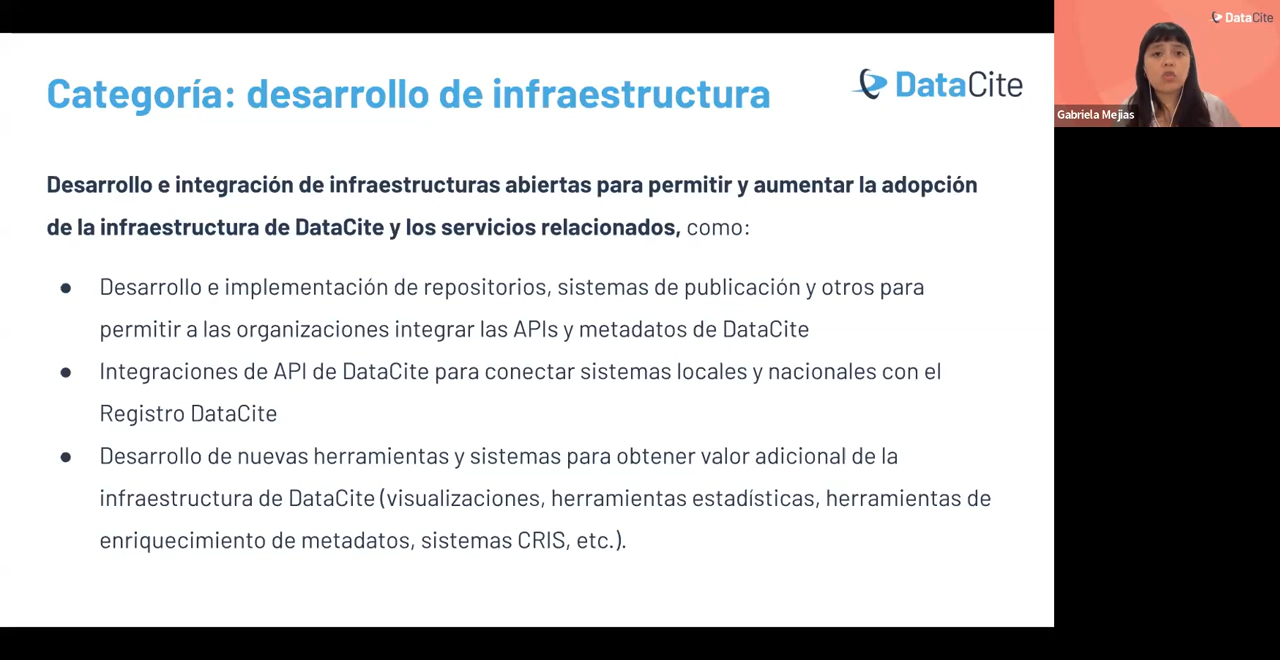 Categoría: desarrollo de infraestructura
DataCite
Desarrollo e integración de infraestructuras abiertas para permitir y aumentar la adopción
de la infraestructura de DataCite y los servicios relacionados, como:
● Desarrollo e implementación de repositorios, sistemas de publicación y otros para
permitir a las organizaciones integrar las APIs y metadatos de DataCite
● Integraciones de API de DataCite para conectar sistemas locales y nacionales con el
Registro DataCite
● Desarrollo de nuevas herramientas y sistemas para obtener valor adicional de la
infraestructura de DataCite (visualizaciones, herramientas estadísticas, herramientas de
enriquecimiento de metadatos, sistemas CRIS, etc.).
DataCite
Gabriela Mejias